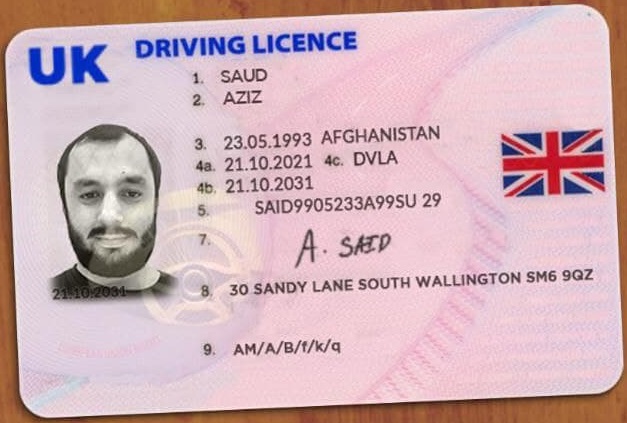 UK DRIVING LICENCE
1. SAUD
2. AZIZ
3. 23.05.1993 AFGHANISTAN
4a. 21.10.2021 4c. DVLA
4b. 21.10.2031
5. SAID9905233A99SU 29
7. A. SAID
21.10.2031
8. 30 SANDY LANE SOUTH WALLINGTON SM6 9QZ
9. AM/A/B/f/k/q